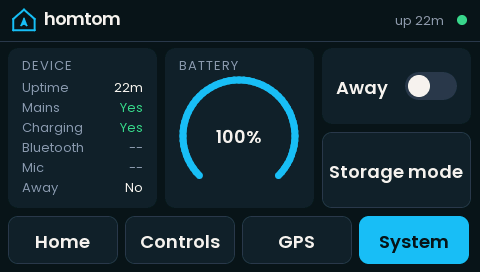 homtom
up 22m
DEVICE
Uptime 22m
Mains Yes
Charging Yes
Bluetooth --
Mic --
Away No
BATTERY
100%
Away
Storage mode
Home
Controls
GPS
System